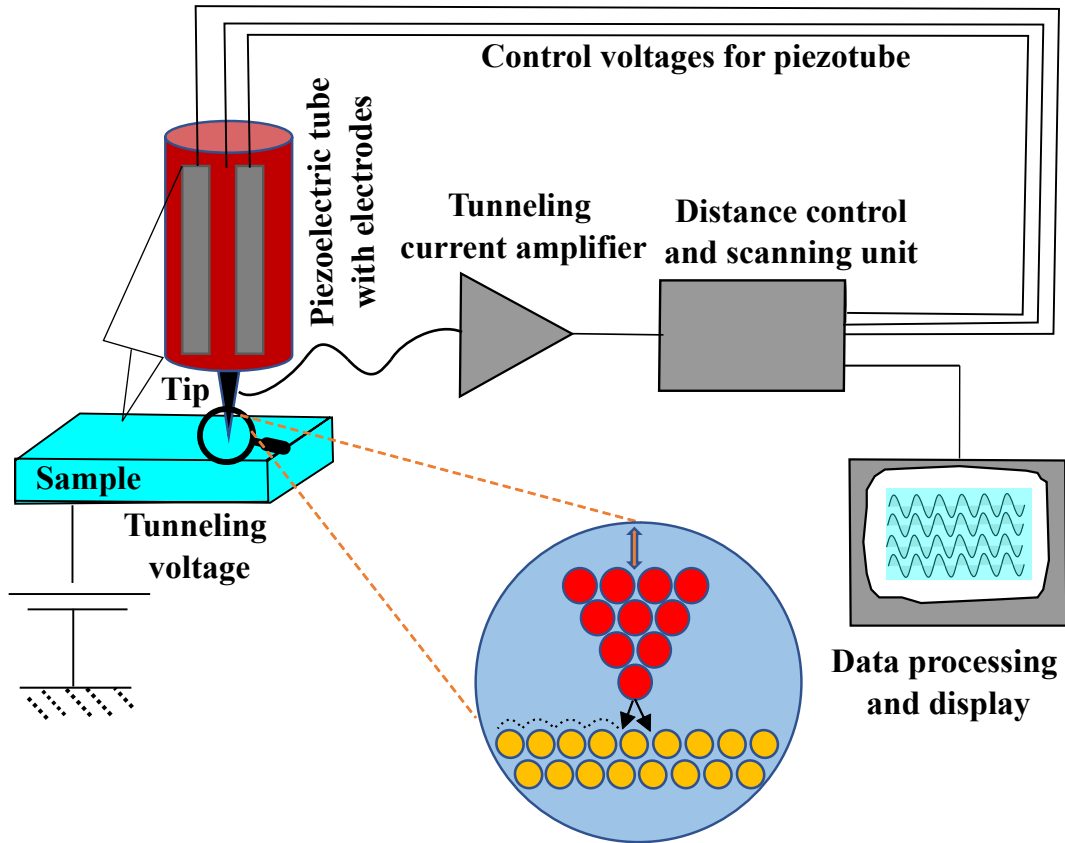 Control voltages for piezotube
Piezoelectric tube
with electrodes
Tunneling
current amplifier
Distance control
and scanning unit
Tip
Sample
Tunneling
voltage
Data processing
and display